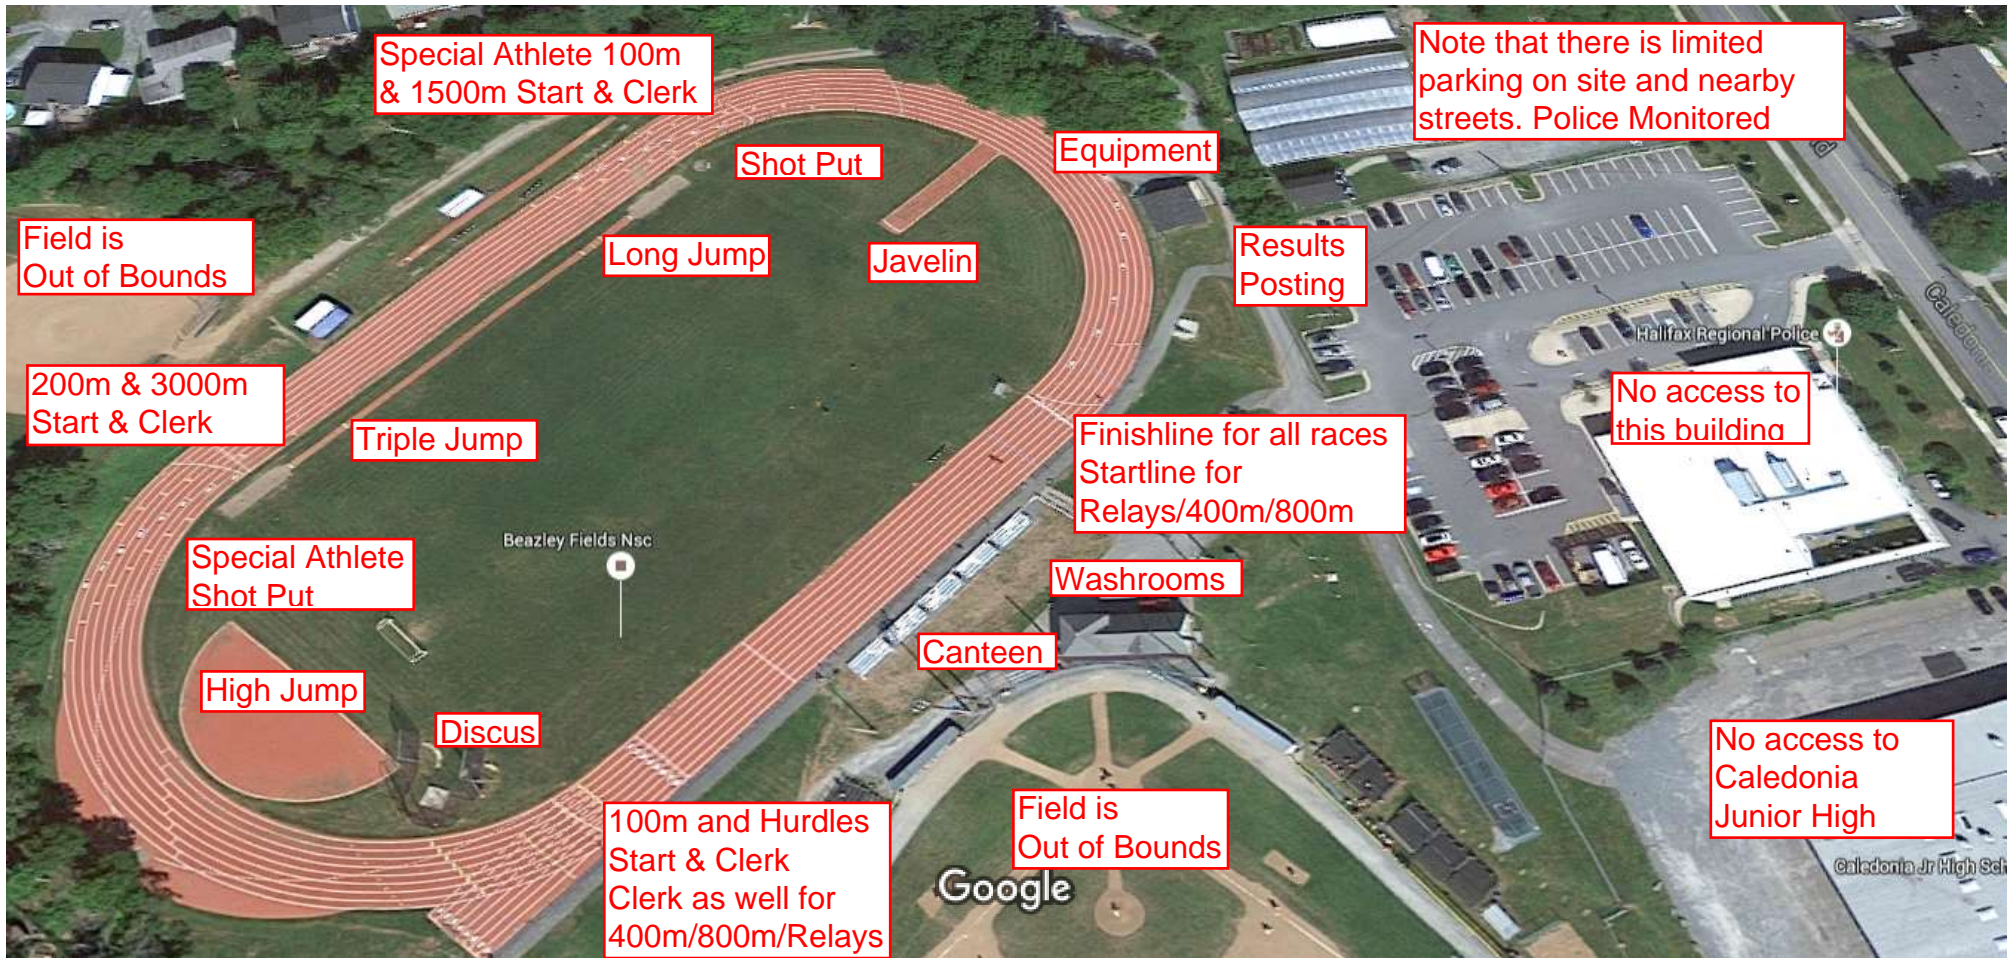 Special Athlete 100m
& 1500m Start & Clerk
Note that there is limited
parking on site and nearby
streets. Police Monitored
Shot Put
Equipment
Field is
Out of Bounds
Long Jump
Javelin
Results
Posting
Caledon
Halifax Regional Police
200m & 3000m
Start & Clerk
No access to
this building
Triple Jump
Finishline for all races
Startline for
Relays/400m/800m
Special Athlete
Shot Put
Beazley Fields Nsc
Washrooms
Canteen
High Jump
Discus
No access to
Caledonia
Junior High
100m and Hurdles
Start & Clerk
Clerk as well for
400m/800m/Relays
Field is
Out of Bounds
Google
Caledonia Jr High Sch